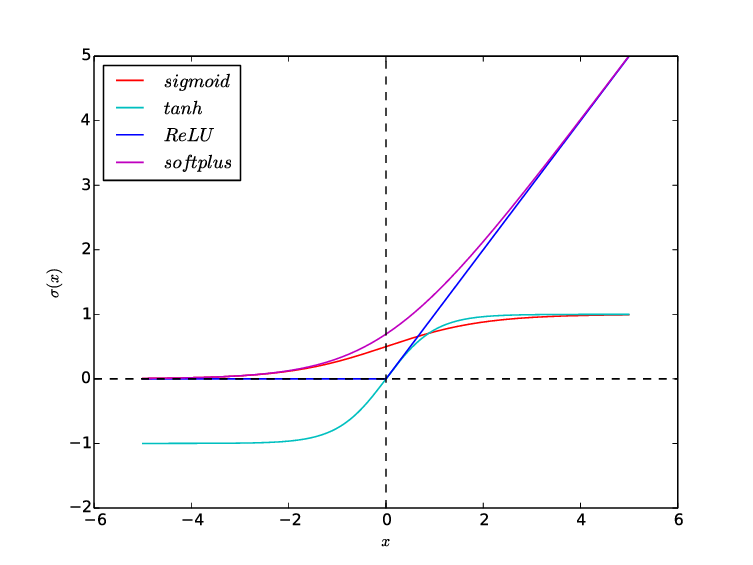 5
4
3
2
1
0
−1
−2
σ(x)
sigmoid
tanh
ReLU
softplus
−6 −4 −2 0 2 4 6
x